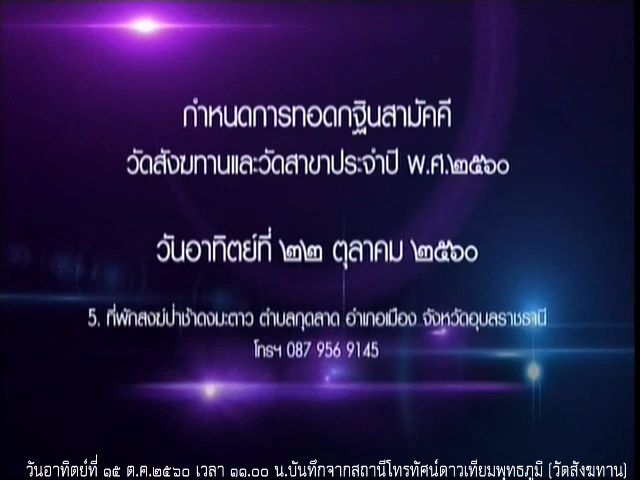 กำหนดการทอดกฐินสามัคคี
วัดสังฆทานและวัดสาขาประจำปี พ.ศ.๒๕๖๐
วันอาทิตย์ที่ ๒๒ ตุลาคม ๒๕๖๐
5. ที่พักสงฆ์ป่าช้าดงมะดาว ตำบลกุดลาด อำเภอเมือง จังหวัดอุบลราชธานี
โทรฯ 087 956 9145
วันอาทิตย์ที่ ๑๕ ต.ค.๒๕๖๐ เวลา ๑๑.๐๐ น.บันทึกจากสถานีโทรทัศน์ดาวเทียมพุทธภูมิ (วัดสังฆทาน)